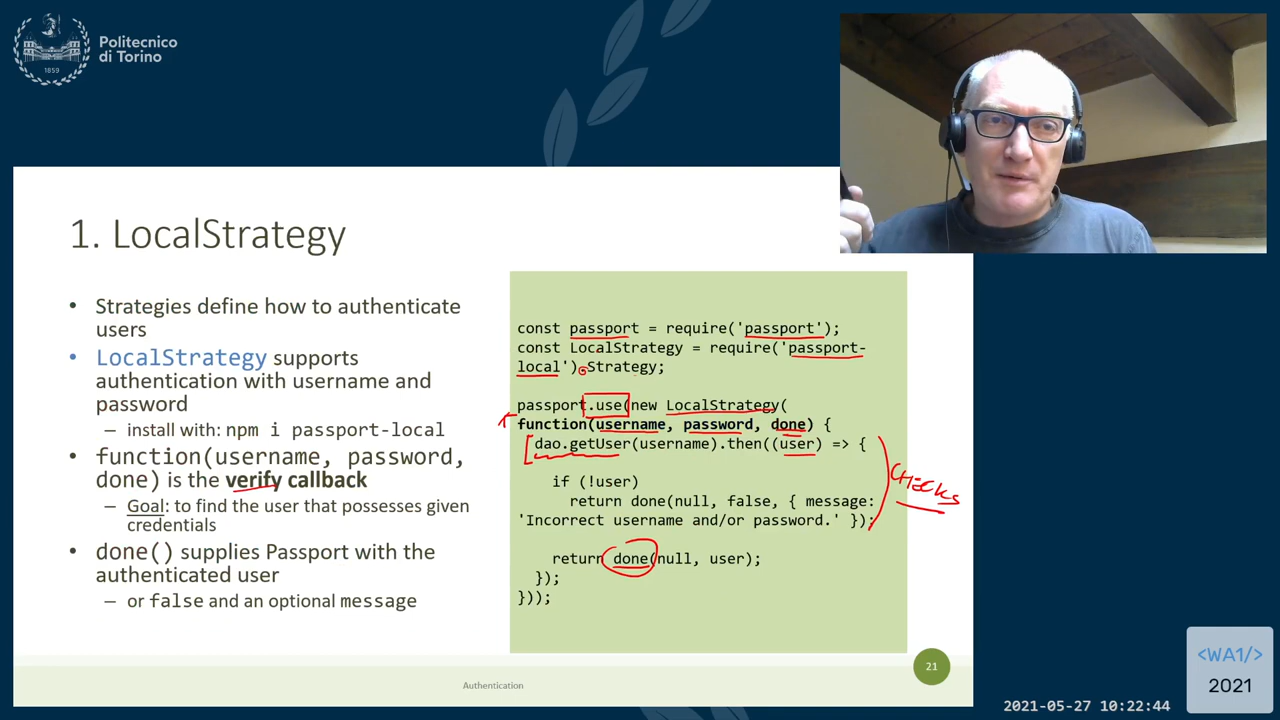 Politecnico
di Torino
1859
1. LocalStrategy
• Strategies define how to authenticate
users
• LocalStrategy supports
authentication with username and
password
– install with: npm i passport-local
• function(username, password,
done) is the verify callback
– Goal: to find the user that possesses given
credentials
• done() supplies Passport with the
authenticated user
– or false and an optional message
const passport = require('passport');
const LocalStrategy = require('passport-
local').Strategy;
passport.use(new LocalStrategy(
function(username, password, done) {
dao.getUser(username).then((user) => {
if (!user)
return done(null, false, { message:
'Incorrect username and/or password.' });
return done(null, user);
});
}));
CHECKS
21
Authentication
<WA1/>
2021
2021-05-27 10:22:44